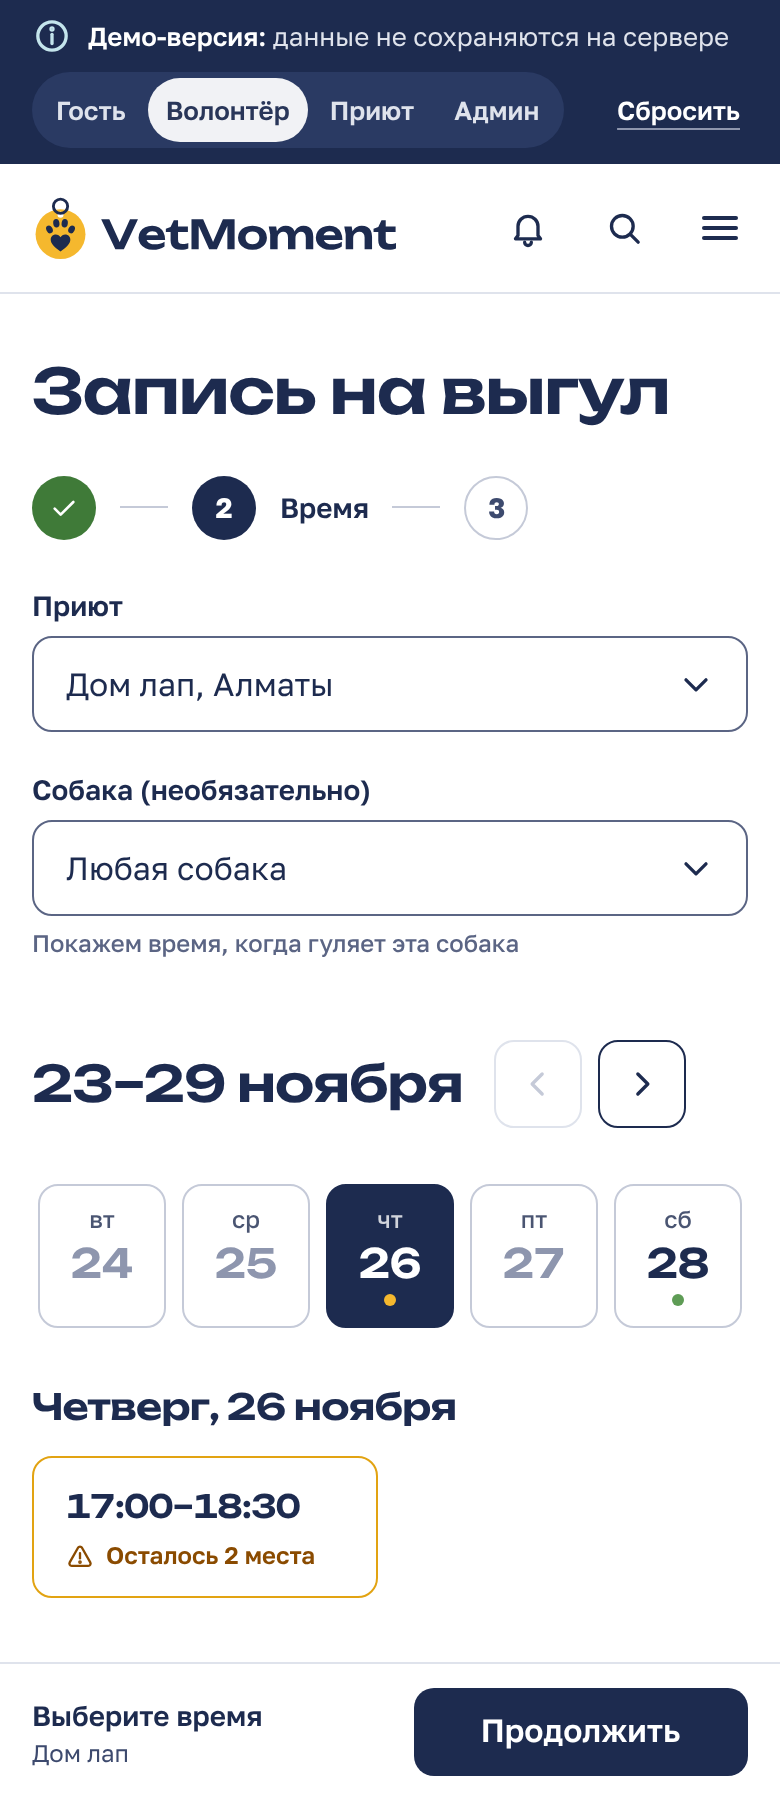 Демо-версия: данные не сохраняются на сервере
Гость Волонтёр Приют Админ Сбросить
VetMoment
Запись на выгул
2 Время 3
Приют
Дом лап, Алматы
Собака (необязательно)
Любая собака
Покажем время, когда гуляет эта собака
23–29 ноября
вт ср чт пт сб
24 25 26 27 28
Четверг, 26 ноября
17:00–18:30
Осталось 2 места
Выберите время
Дом лап
Продолжить